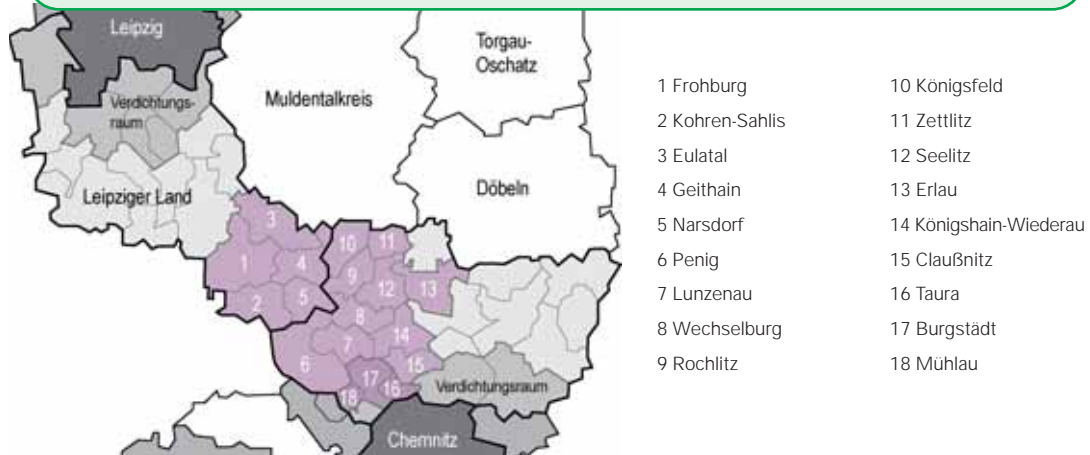 Leipzig
Torgau-
Oschatz
Verdichtungs-
raum
Muldentalkreis
Leipziger Land
Döbeln
3
10
11
1
4
9
12
13
2
5
8
7
14
6
15
17
16
18
Verdichtungsraum
Chemnitz
1 Frohburg
2 Kohren-Sahlis
3 Eulatal
4 Geithain
5 Narsdorf
6 Penig
7 Lunzenau
8 Wechselburg
9 Rochlitz
10 Königsfeld
11 Zettlitz
12 Seelitz
13 Erlau
14 Königshain-Wiederau
15 Claußnitz
16 Taura
17 Burgstädt
18 Mühlau